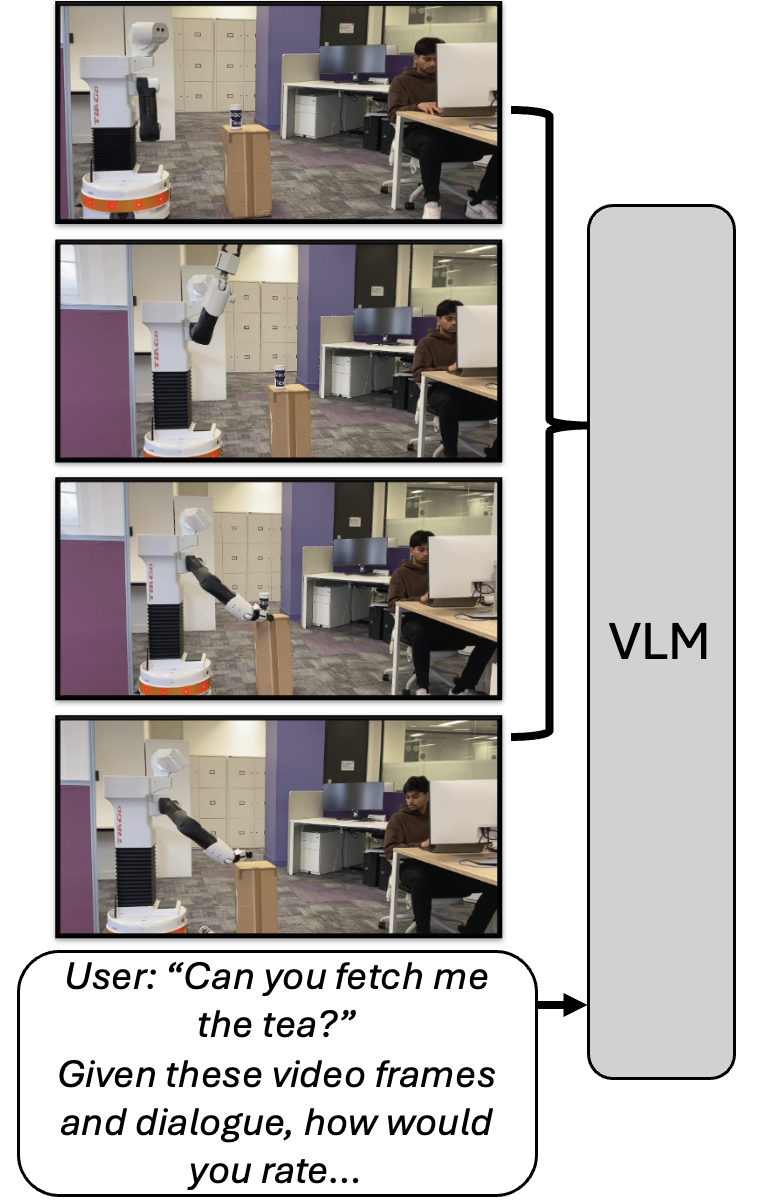 TIAGo
TIAGo
TIAGo
TIAGo
VLM
User: “Can you fetch me
the tea?”
Given these video frames
and dialogue, how would
you rate...